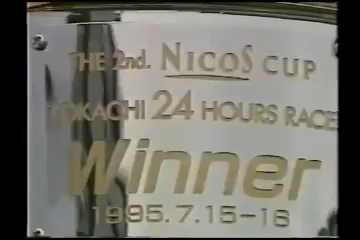 THE 2nd. NICOS CUP
TOKACHI 24 HOURS RACE
Winner
1995.7.15-16